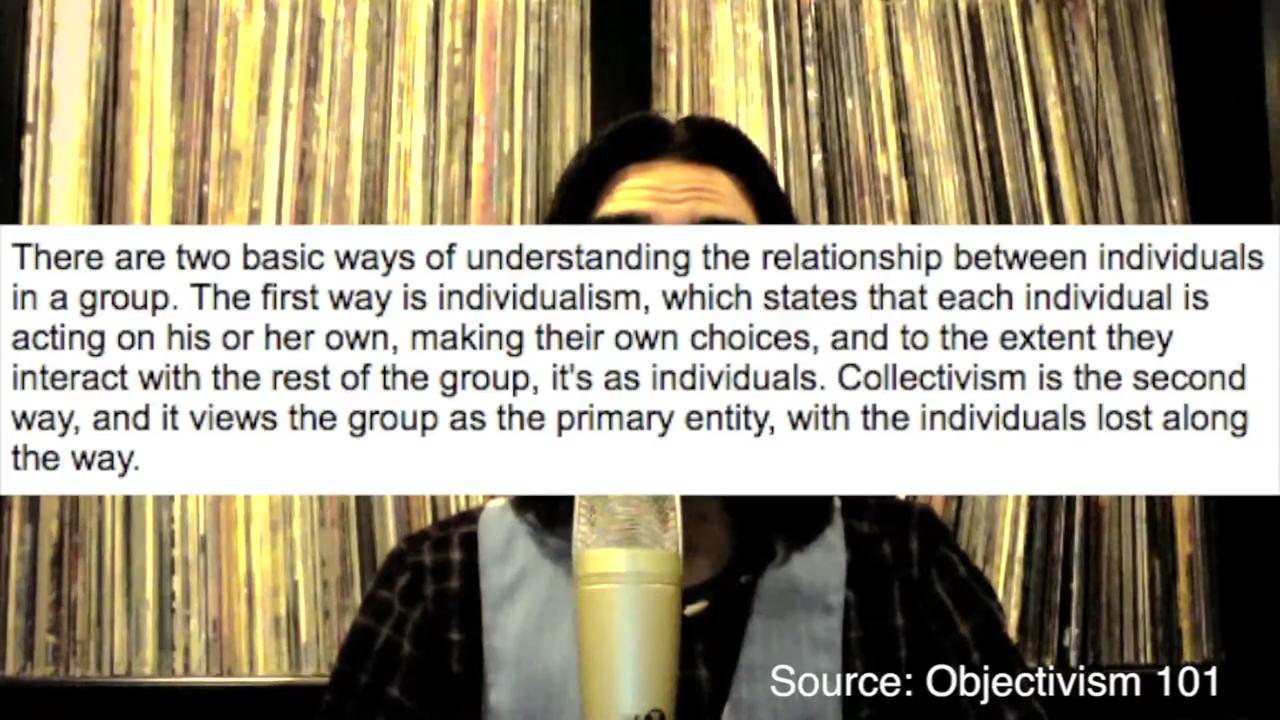 There are two basic ways of understanding the relationship between individuals
in a group. The first way is individualism, which states that each individual is
acting on his or her own, making their own choices, and to the extent they
interact with the rest of the group, it's as individuals. Collectivism is the second
way, and it views the group as the primary entity, with the individuals lost along
the way.
Source: Objectivism 101